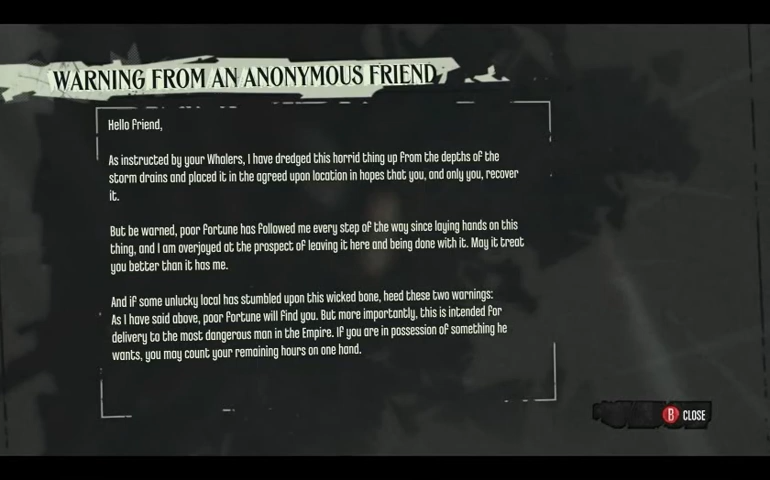 WARNING FROM AN ANONYMOUS FRIEND
Hello friend,
As instructed by your Whalers, I have dredged this horrid thing up from the depths of the
storm drains and placed it in the agreed upon location in hopes that you, and only you, recover
it.
But be warned, poor fortune has followed me every step of the way since laying hands on this
thing, and I am overjoyed at the prospect of leaving it here and being done with it. May it treat
you better than it has me.
And if some unlucky local has stumbled upon this wicked bone, heed these two warnings:
As I have said above, poor fortune will find you. But more importantly, this is intended for
delivery to the most dangerous man in the Empire. If you are in possession of something he
wants, you may count your remaining hours on one hand.
B CLOSE